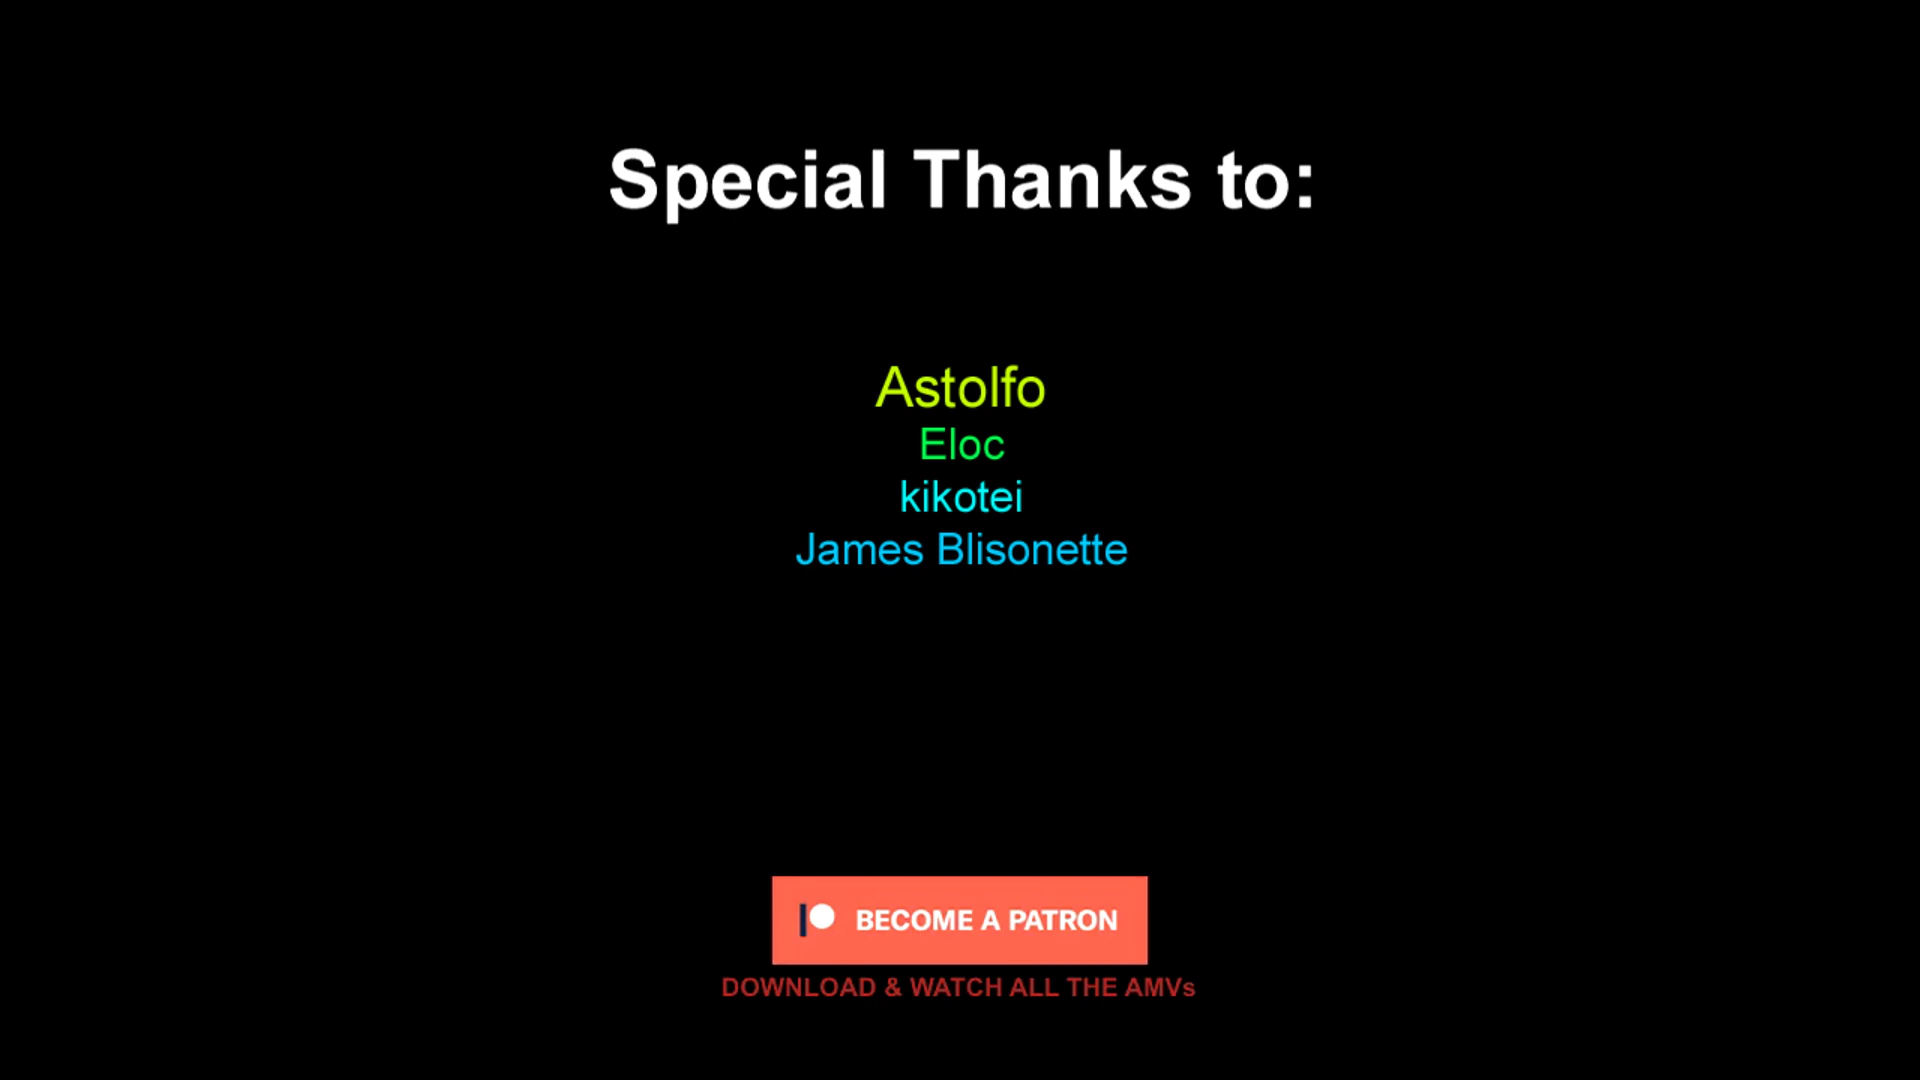 Special Thanks to:
Astolfo
Eloc
kikotei
James Blisonette
BECOME A PATRON
DOWNLOAD & WATCH ALL THE AMVs